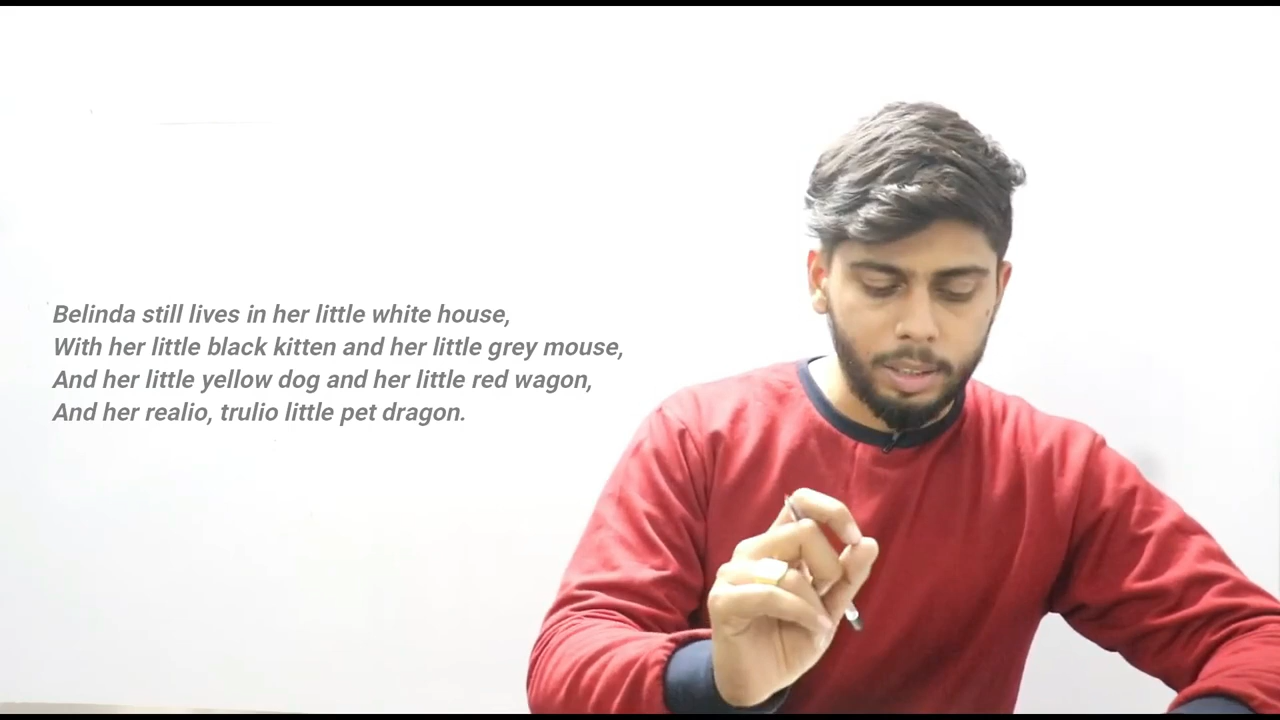 Belinda still lives in her little white house,
With her little black kitten and her little grey mouse,
And her little yellow dog and her little red wagon,
And her realio, trulio little pet dragon.